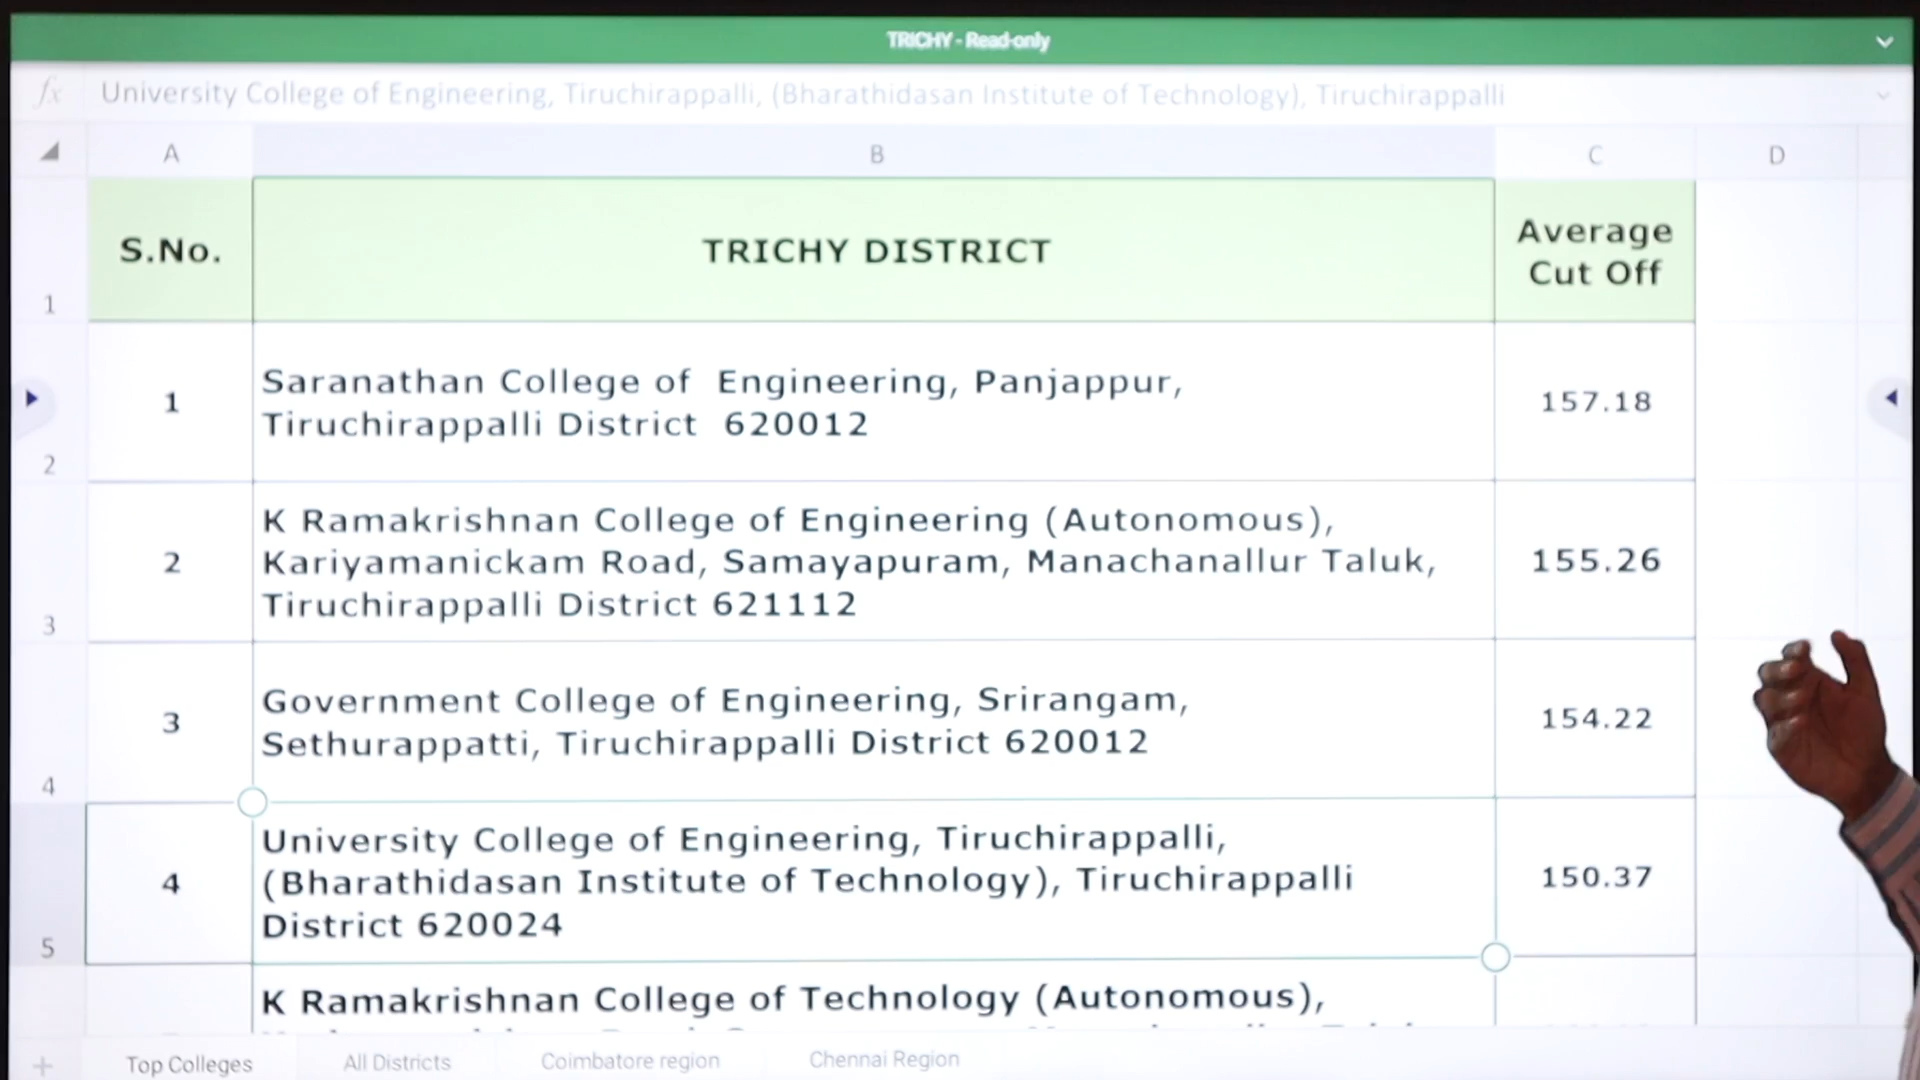 TRICHY - Read-only
fx University College of Engineering, Tiruchirappalli, (Bharathidasan Institute of Technology), Tiruchirappalli
A B C D
S.No. TRICHY DISTRICT Average
Cut Off
1
1 Saranathan College of Engineering, Panjappur,
Tiruchirappalli District 620012 157.18
2
2 K Ramakrishnan College of Engineering (Autonomous),
Kariyamanickam Road, Samayapuram, Manachanallur Taluk,
Tiruchirappalli District 621112 155.26
3
3 Government College of Engineering, Srirangam,
Sethurappatti, Tiruchirappalli District 620012 154.22
4
4 University College of Engineering, Tiruchirappalli,
(Bharathidasan Institute of Technology), Tiruchirappalli
District 620024 150.37
5
K Ramakrishnan College of Technology (Autonomous),
+ Top Colleges All Districts Coimbatore region Chennai Region